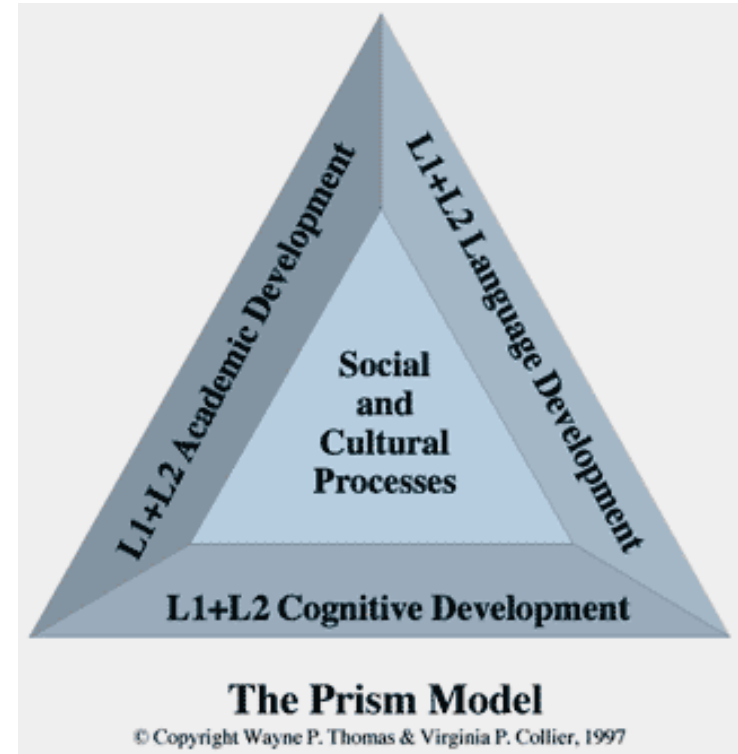 L1+L2 Academic Development
L1+L2 Language Development
Social
and
Cultural
Processes
L1+L2 Cognitive Development
The Prism Model
© Copyright Wayne P. Thomas & Virginia P. Collier, 1997